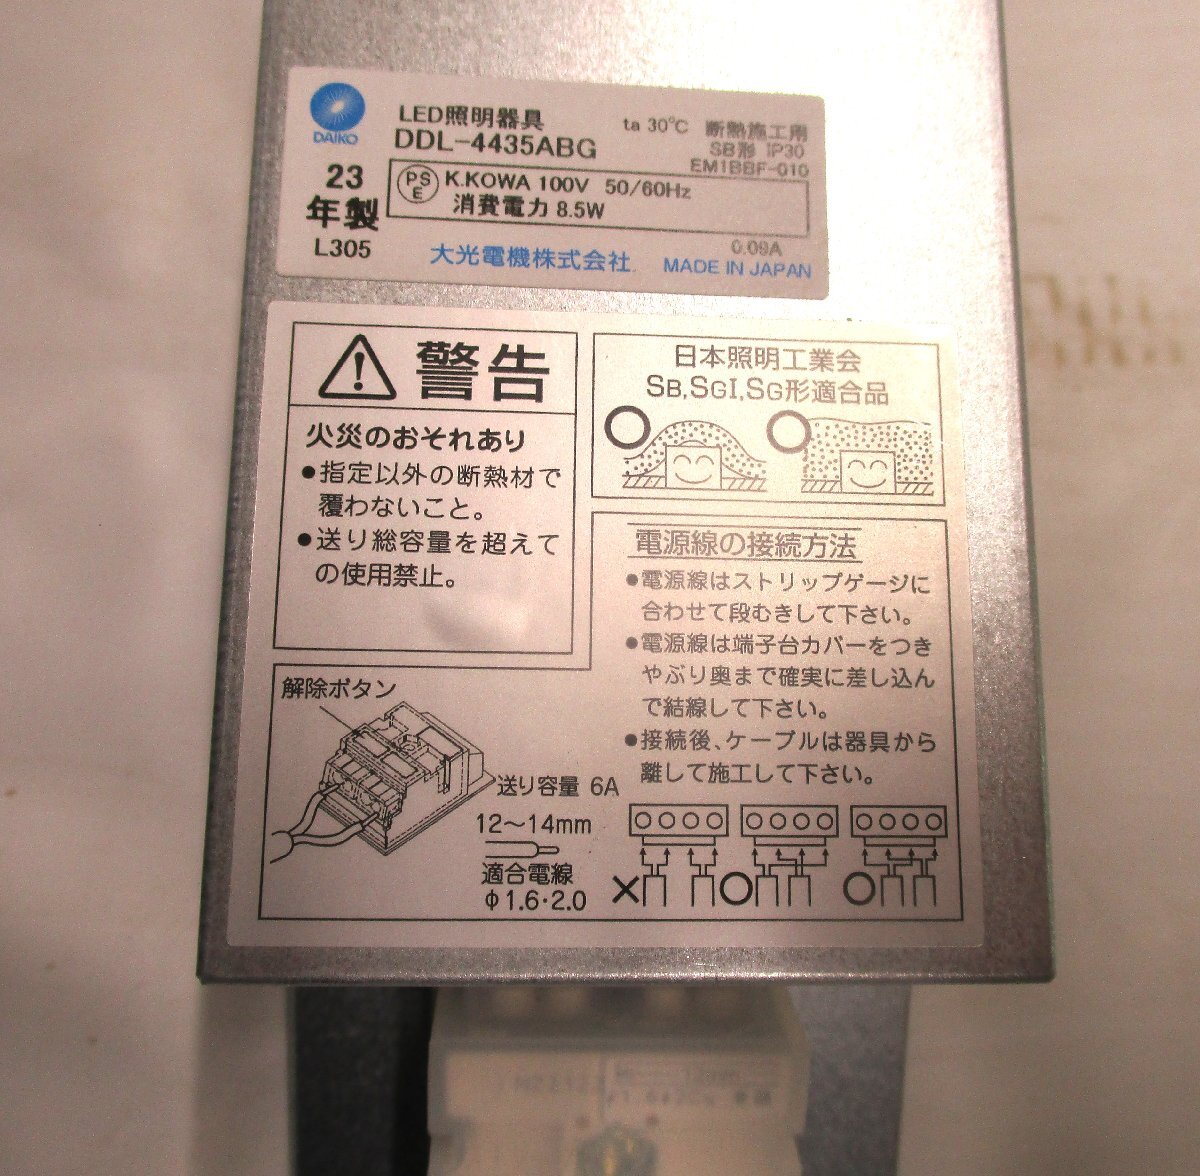 DAIKO
LED照明器具
DDL-4435ABG
ta 30℃ 断熱施工用
SB形 IP30
EM1BBF-010
23
年製
L305
PSE K.KOWA 100V 50/60Hz
消費電力 8.5W
0.09A
大光電機株式会社 MADE IN JAPAN
警告
火災のおそれあり
●指定以外の断熱材で
覆わないこと。
●送り総容量を超えて
の使用禁止。
日本照明工業会
SB,SGI,SG形適合品
電源線の接続方法
●電源線はストリップゲージに
合わせて段むきして下さい。
●電源線は端子台カバーをつき
やぶり奥まで確実に差し込ん
で結線して下さい。
●接続後、ケーブルは器具から
離して施工して下さい。
解除ボタン
送り容量 6A
12～14mm
適合電線
φ1.6・2.0